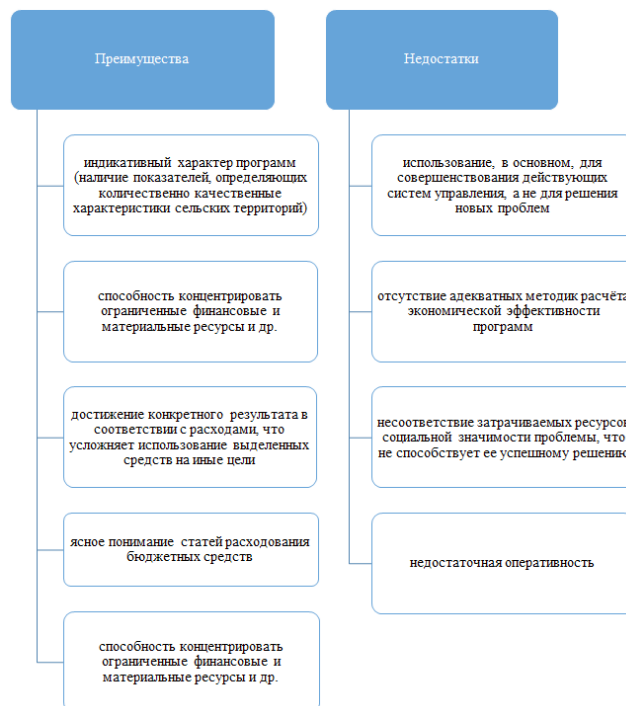 Преимущества
индикативный характер программ
(наличие показателей, определяющих
количественно качественные
характеристики сельских территорий)
способность концентрировать
ограниченные финансовые и
материальные ресурсы и др.
достижение конкретного результата в
соответствии с расходами, что
усложняет использование выделенных
средств на иные цели
ясное понимание статей расходования
бюджетных средств
способность концентрировать
ограниченные финансовые и
материальные ресурсы и др.
Недостатки
использование, в основном, для
совершенствования действующих
систем управления, а не для решения
новых проблем
отсутствие адекватных методик расчёта
экономической эффективности
программ
несоответствие затрачиваемых ресурсов
социальной значимости проблемы, что
не способствует ее успешному решению
недостаточная оперативность